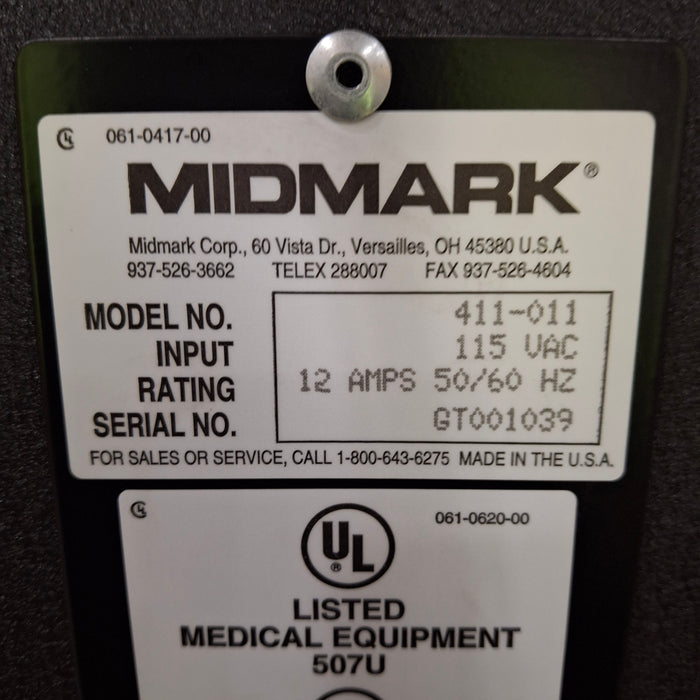 061-0417-00
MIDMARK®
Midmark Corp., 60 Vista Dr., Versailles, OH 45380 U.S.A.
937-526-3662 TELEX 288007 FAX 937-526-4604
MODEL NO. 411-011
INPUT 115 VAC
RATING 12 AMPS 50/60 HZ
SERIAL NO. GT001039
FOR SALES OR SERVICE, CALL 1-800-643-6275 MADE IN THE U.S.A.
061-0620-00
UL®
LISTED
MEDICAL EQUIPMENT
507U